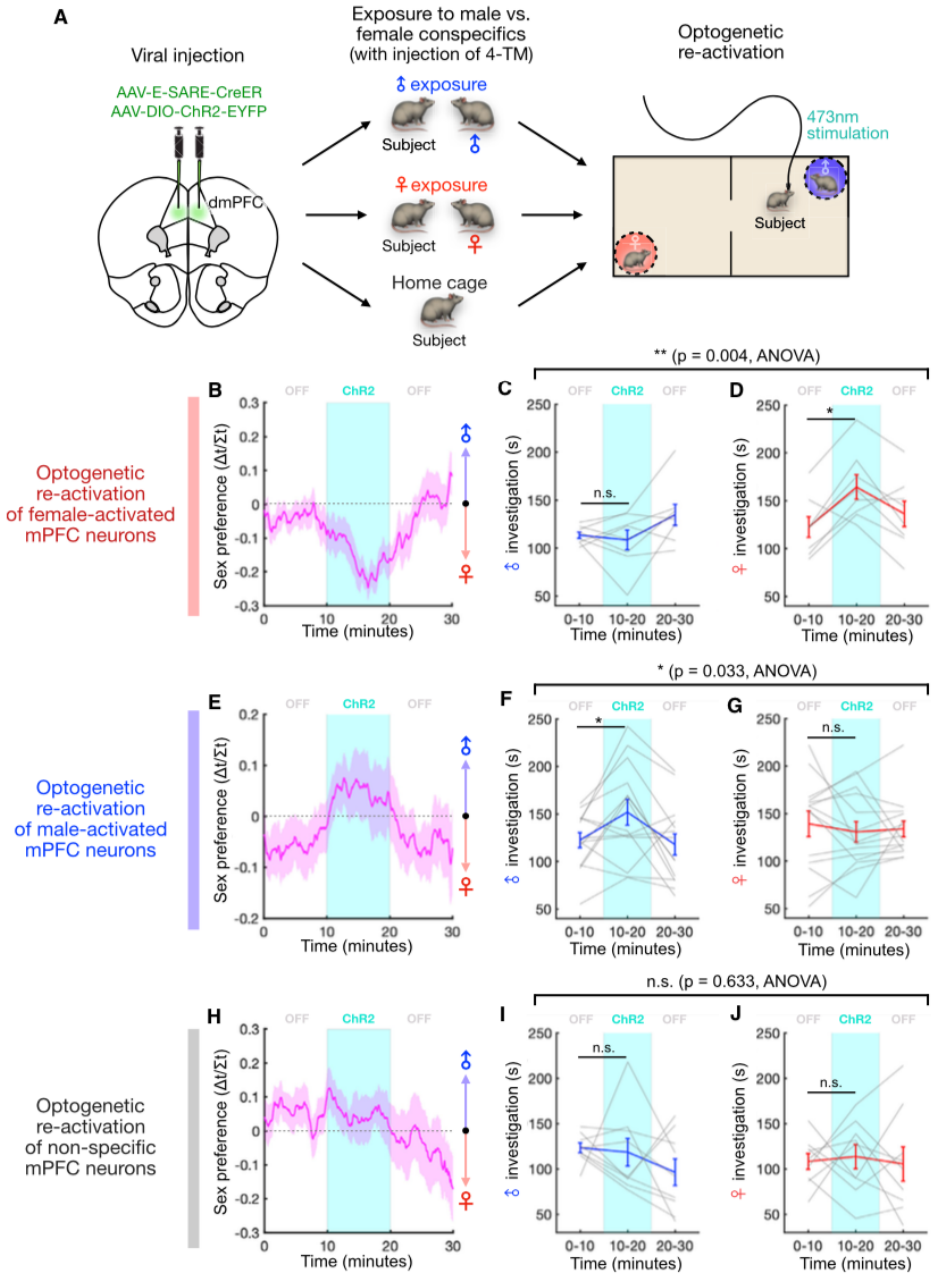 A
Viral injection
AAV-E-SARE-CreER
AAV-DIO-ChR2-EYFP
dmPFC
Exposure to male vs.
female conspecifics
(with injection of 4-TM)
♂ exposure
Subject
♂
♀ exposure
Subject
♀
Home cage
Subject
Optogenetic
re-activation
473nm
stimulation
♂
Subject
♀
** (p = 0.004, ANOVA)
Optogenetic
re-activation
of female-activated
mPFC neurons
B
OFF ChR2 OFF
Sex preference (Δt/Σt)
0.3
0.2
0.1
0
-0.1
-0.2
-0.3
0 10 20 30
Time (minutes)
♂
♀
C
OFF ChR2 OFF
♂ investigation (s)
250
200
150
100
50
n.s.
0-10 10-20 20-30
Time (minutes)
D
OFF ChR2 OFF
♀ investigation (s)
250
200
150
100
50
*
0-10 10-20 20-30
Time (minutes)
* (p = 0.033, ANOVA)
Optogenetic
re-activation
of male-activated
mPFC neurons
E
OFF ChR2 OFF
Sex preference (Δt/Σt)
0.2
0.1
0
-0.1
-0.2
0 10 20 30
Time (minutes)
♂
♀
F
OFF ChR2 OFF
♂ investigation (s)
250
200
150
100
50
*
0-10 10-20 20-30
Time (minutes)
G
OFF ChR2 OFF
♀ investigation (s)
250
200
150
100
50
n.s.
0-10 10-20 20-30
Time (minutes)
n.s. (p = 0.633, ANOVA)
Optogenetic
re-activation
of non-specific
mPFC neurons
H
OFF ChR2 OFF
Sex preference (Δt/Σt)
0.3
0.2
0.1
0
-0.1
-0.2
-0.3
0 10 20 30
Time (minutes)
♂
♀
I
OFF ChR2 OFF
♂ investigation (s)
250
200
150
100
50
n.s.
0-10 10-20 20-30
Time (minutes)
J
OFF ChR2 OFF
♀ investigation (s)
250
200
150
100
50
n.s.
0-10 10-20 20-30
Time (minutes)